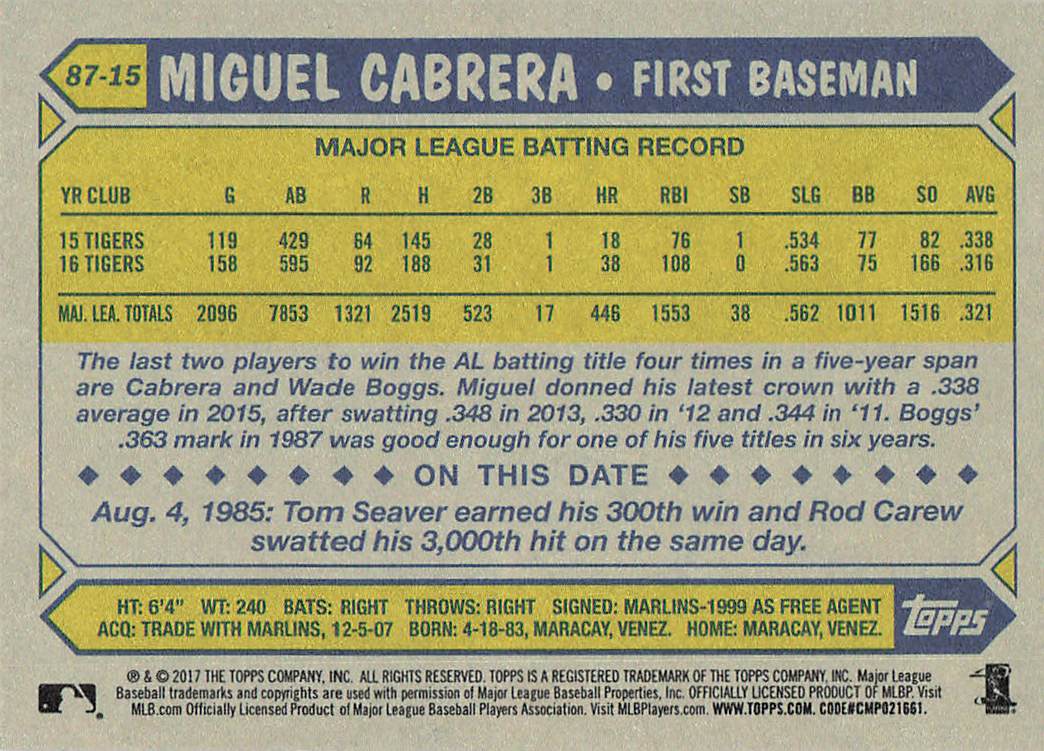 87-15 MIGUEL CABRERA • FIRST BASEMAN
MAJOR LEAGUE BATTING RECORD
YR CLUB G AB R H 2B 3B HR RBI SB SLG BB SO AVG
15 TIGERS 119 429 64 145 28 1 18 76 1 .534 77 82 .338
16 TIGERS 158 595 92 188 31 1 38 108 0 .563 75 166 .316
MAJ. LEA. TOTALS 2096 7853 1321 2519 523 17 446 1553 38 .562 1011 1516 .321
The last two players to win the AL batting title four times in a five-year span
are Cabrera and Wade Boggs. Miguel donned his latest crown with a .338
average in 2015, after swatting .348 in 2013, .330 in ‘12 and .344 in ‘11. Boggs’
.363 mark in 1987 was good enough for one of his five titles in six years.
ON THIS DATE
Aug. 4, 1985: Tom Seaver earned his 300th win and Rod Carew
swatted his 3,000th hit on the same day.
HT: 6'4" WT: 240 BATS: RIGHT THROWS: RIGHT SIGNED: MARLINS-1999 AS FREE AGENT
ACQ: TRADE WITH MARLINS, 12-5-07 BORN: 4-18-83, MARACAY, VENEZ. HOME: MARACAY, VENEZ.
topps
® & © 2017 THE TOPPS COMPANY, INC. ALL RIGHTS RESERVED. TOPPS IS A REGISTERED TRADEMARK OF THE TOPPS COMPANY, INC. Major League
Baseball trademarks and copyrights are used with permission of Major League Baseball Properties, Inc. OFFICIALLY LICENSED PRODUCT OF MLBP. Visit
MLB.com Officially Licensed Product of Major League Baseball Players Association. Visit MLBPlayers.com. WWW.TOPPS.COM. CODE#CMP021661.